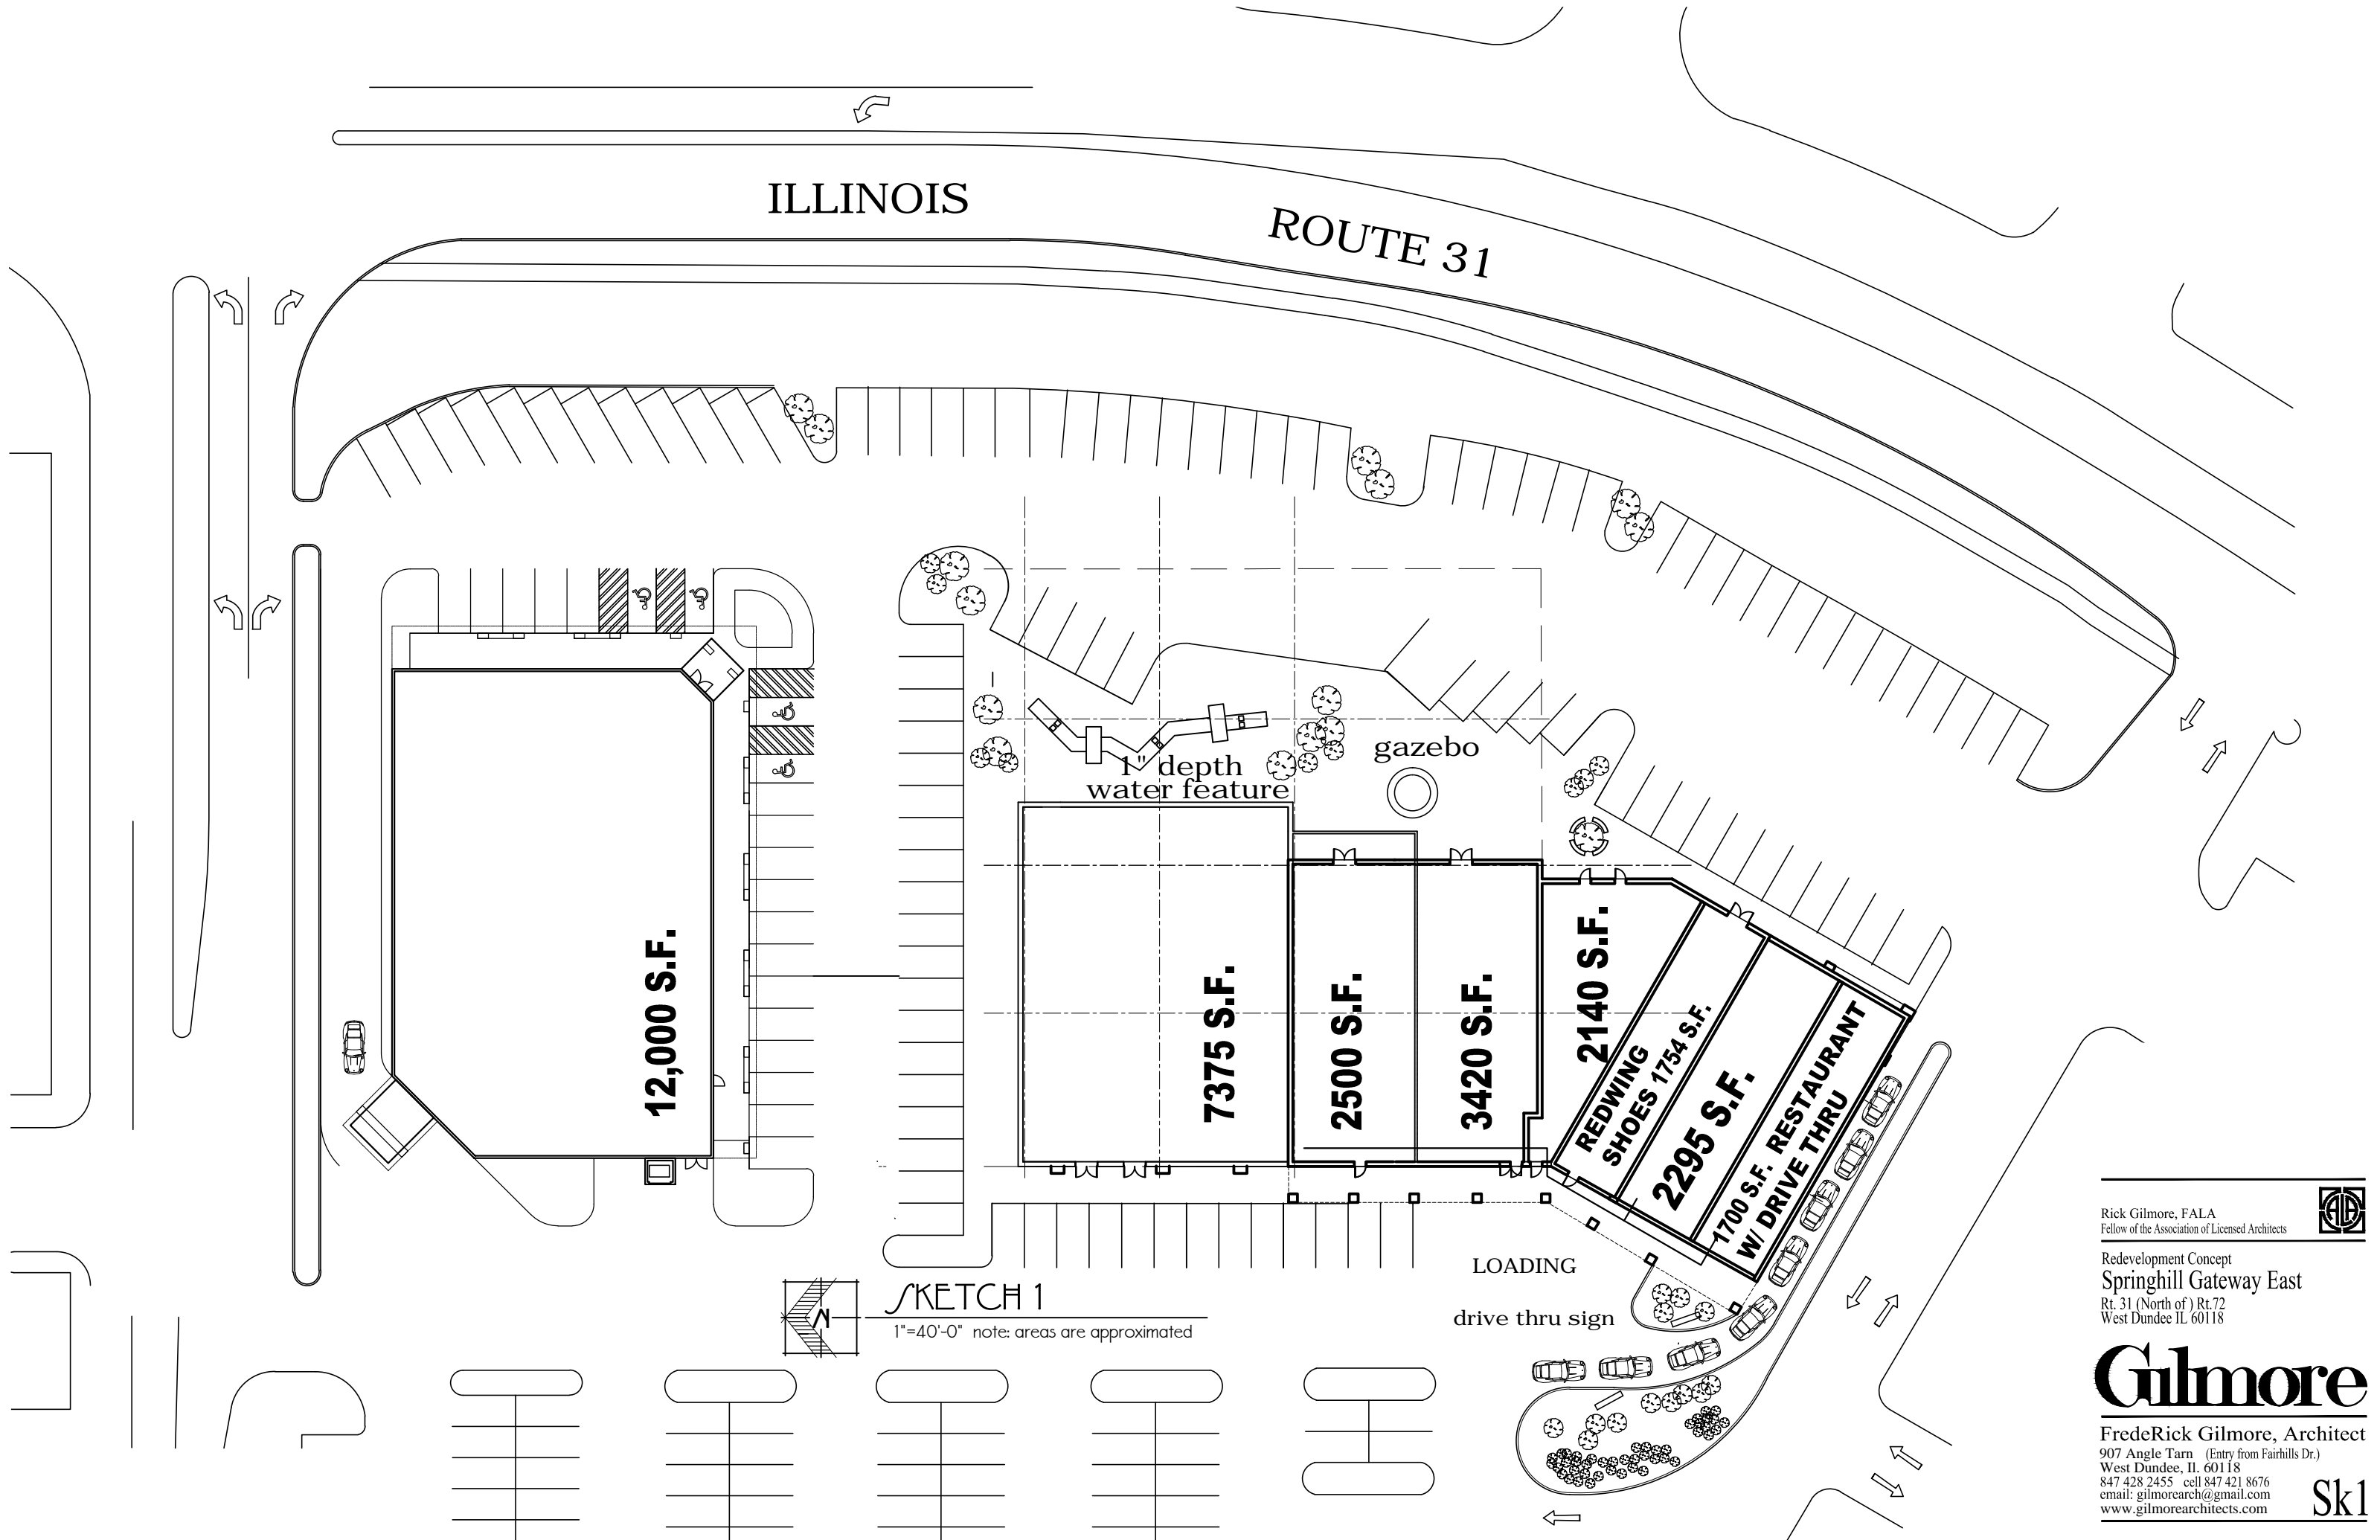 ILLINOIS
ROUTE 31
1" depth
water feature
gazebo
12,000 S.F.
7375 S.F.
2500 S.F.
3420 S.F.
2140 S.F.
REDWING
SHOES 1754 S.F.
2295 S.F.
1700 S.F. RESTAURANT
W/ DRIVE THRU
LOADING
drive thru sign
N
SKETCH 1
1"=40'-0" note: areas are approximated
Rick Gilmore, FALA
Fellow of the Association of Licensed Architects
ALA
Redevelopment Concept
Springhill Gateway East
Rt. 31 (North of ) Rt.72
West Dundee IL 60118
Gilmore
FredeRick Gilmore, Architect
907 Angle Tarn (Entry from Fairhills Dr.)
West Dundee, Il. 60118
847 428 2455 cell 847 421 8676
email: gilmorearch@gmail.com
www.gilmorearchitects.com
Sk1